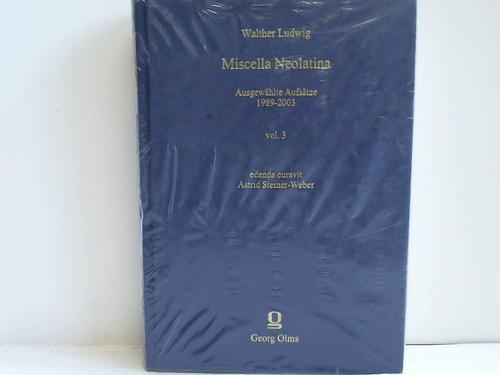 Walther Ludwig
Miscella Neolatina
Ausgewählte Aufsätze
1989-2003
vol. 3
edenda curavit
Astrid Steiner-Weber
Georg Olms